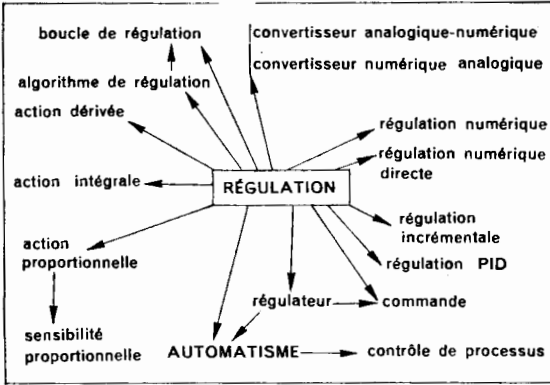 boucle de régulation
convertisseur analogique-numérique
convertisseur numérique analogique
algorithme de régulation
action dérivée
régulation numérique
régulation numérique
directe
action intégrale
RÉGULATION
régulation
incrémentale
action
proportionnelle
régulation PID
régulateur
commande
sensibilité
proportionnelle
AUTOMATISME
contrôle de processus